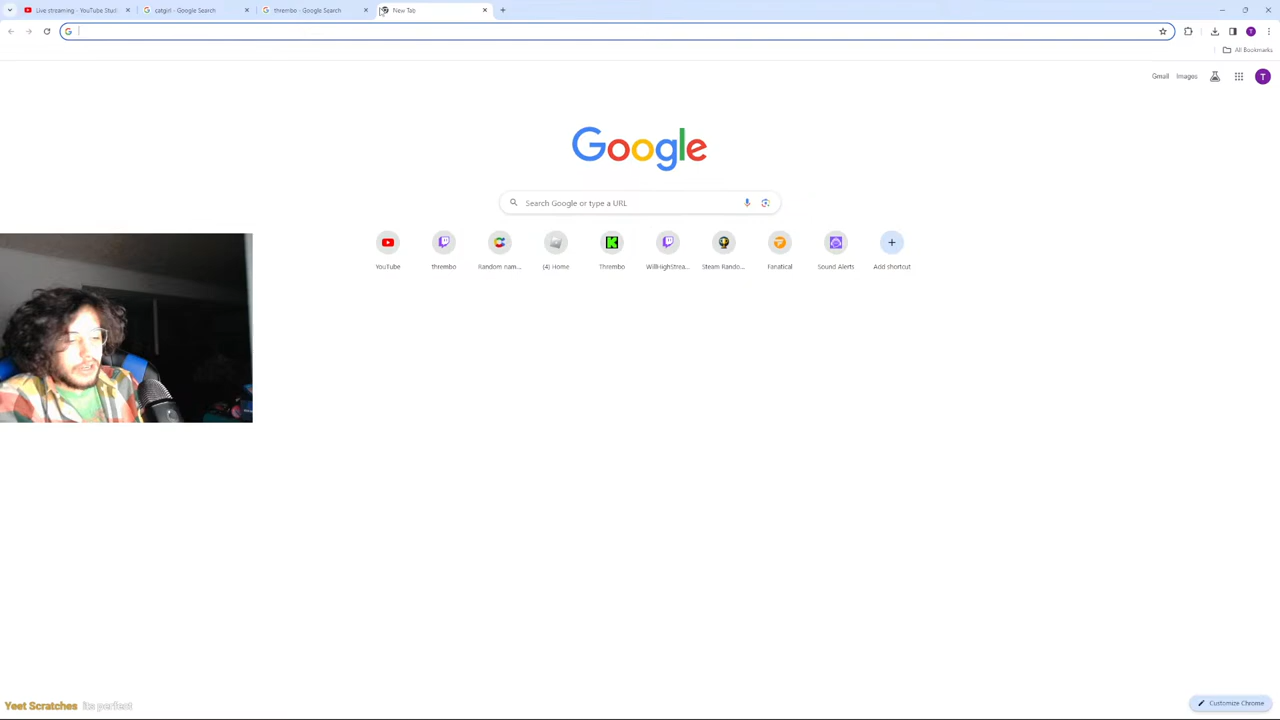 Live streaming - YouTube Stud
catgirl - Google Search
thrembo - Google Search
New Tab
All Bookmarks
Gmail Images
T
Google
Search Google or type a URL
YouTube
thrembo
Random nam...
(4) Home
Thrembo
WillHighStrea...
Steam Rando...
Fanatical
Sound Alerts
Add shortcut
Yeet Scratches its perfect
Customize Chrome